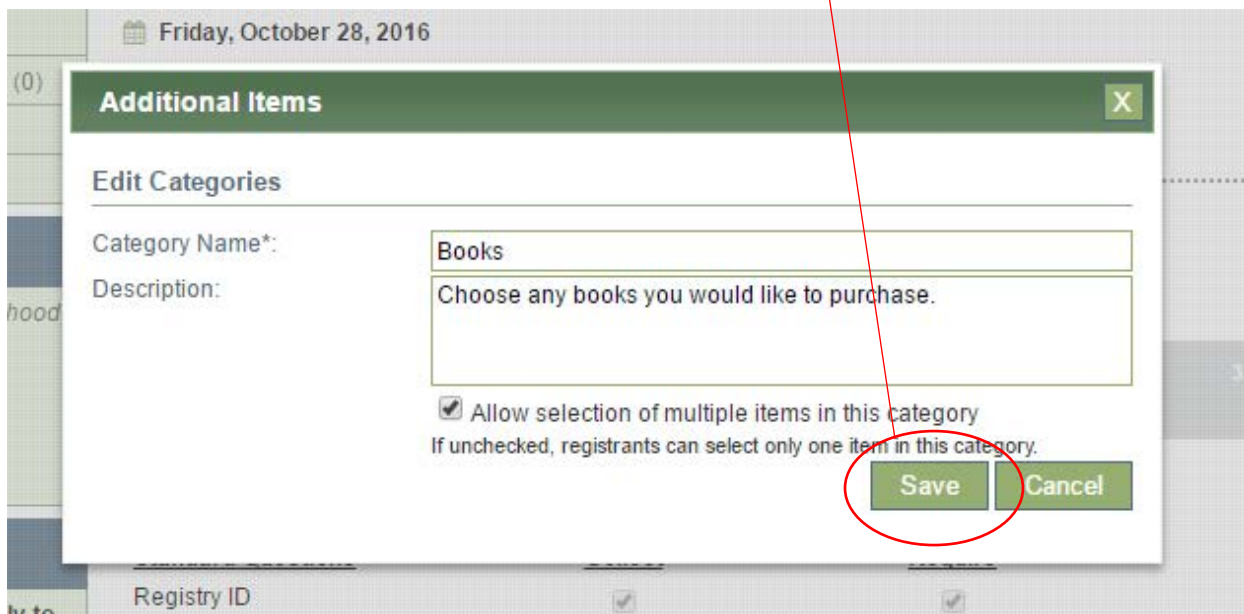 Friday, October 28, 2016
(0)
Additional Items
X
Edit Categories
Category Name*:
Books
Description:
Choose any books you would like to purchase.
hood
Allow selection of multiple items in this category
If unchecked, registrants can select only one item in this category.
Save
Cancel
Registry ID
ly to